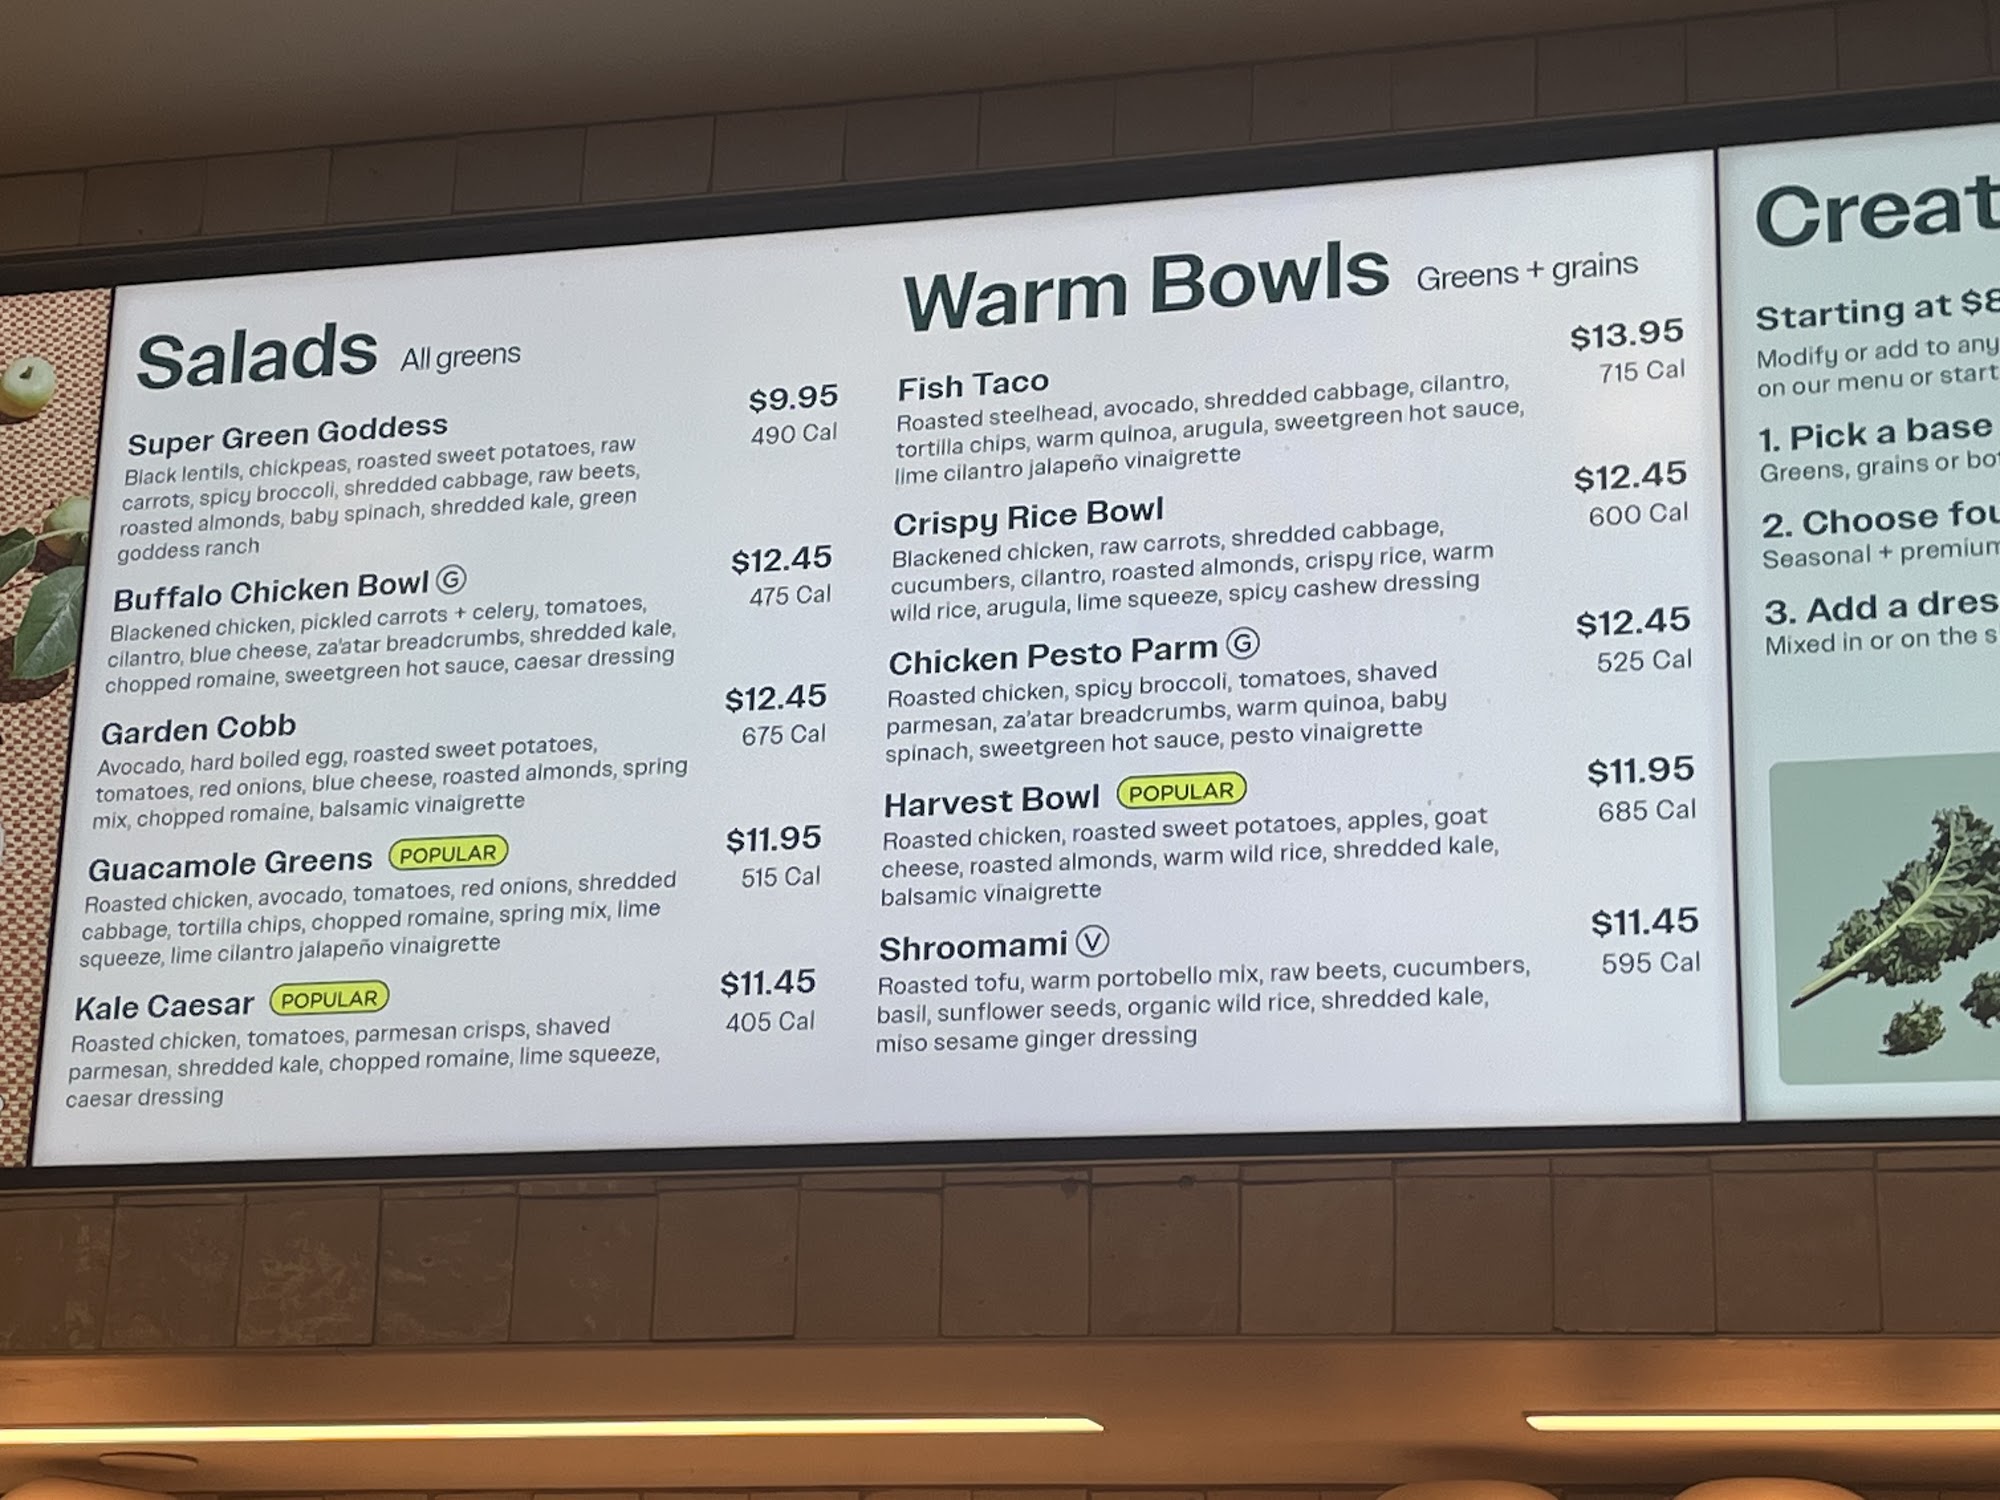 Salads All greens
Super Green Goddess
$9.95
490 Cal
Black lentils, chickpeas, roasted sweet potatoes, raw
carrots, spicy broccoli, shredded cabbage, raw beets,
roasted almonds, baby spinach, shredded kale, green
goddess ranch
Buffalo Chicken Bowl G
$12.45
475 Cal
Blackened chicken, pickled carrots + celery, tomatoes,
cilantro, blue cheese, za'atar breadcrumbs, shredded kale,
chopped romaine, sweetgreen hot sauce, caesar dressing
Garden Cobb
$12.45
675 Cal
Avocado, hard boiled egg, roasted sweet potatoes,
tomatoes, red onions, blue cheese, roasted almonds, spring
mix, chopped romaine, balsamic vinaigrette
Guacamole Greens POPULAR
$11.95
515 Cal
Roasted chicken, avocado, tomatoes, red onions, shredded
cabbage, tortilla chips, chopped romaine, spring mix, lime
squeeze, lime cilantro jalapeño vinaigrette
Kale Caesar POPULAR
$11.45
405 Cal
Roasted chicken, tomatoes, parmesan crisps, shaved
parmesan, shredded kale, chopped romaine, lime squeeze,
caesar dressing
Warm Bowls Greens + grains
Fish Taco
$13.95
715 Cal
Roasted steelhead, avocado, shredded cabbage, cilantro,
tortilla chips, warm quinoa, arugula, sweetgreen hot sauce,
lime cilantro jalapeño vinaigrette
Crispy Rice Bowl
$12.45
600 Cal
Blackened chicken, raw carrots, shredded cabbage,
cucumbers, cilantro, roasted almonds, crispy rice, warm
wild rice, arugula, lime squeeze, spicy cashew dressing
Chicken Pesto Parm G
$12.45
525 Cal
Roasted chicken, spicy broccoli, tomatoes, shaved
parmesan, za'atar breadcrumbs, warm quinoa, baby
spinach, sweetgreen hot sauce, pesto vinaigrette
Harvest Bowl POPULAR
$11.95
685 Cal
Roasted chicken, roasted sweet potatoes, apples, goat
cheese, roasted almonds, warm wild rice, shredded kale,
balsamic vinaigrette
Shroomami V
$11.45
595 Cal
Roasted tofu, warm portobello mix, raw beets, cucumbers,
basil, sunflower seeds, organic wild rice, shredded kale,
miso sesame ginger dressing
Creat
Starting at $8
Modify or add to any
on our menu or start
1. Pick a base
Greens, grains or bo
2. Choose fou
Seasonal + premium
3. Add a dres
Mixed in or on the s